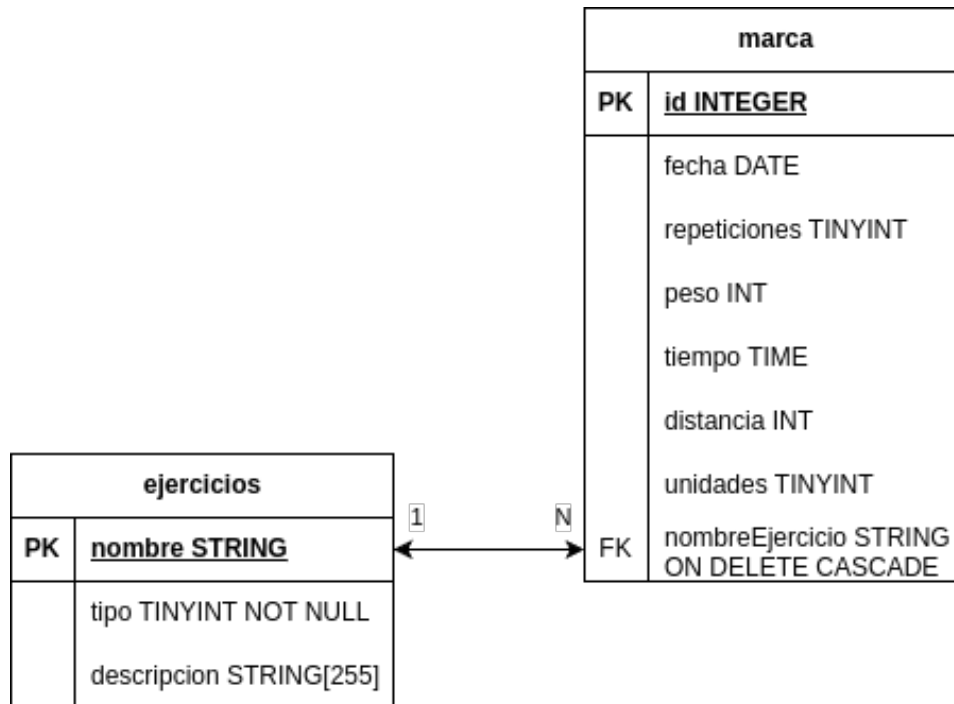 marca
PK id INTEGER
fecha DATE
repeticiones TINYINT
peso INT
tiempo TIME
distancia INT
unidades TINYINT
FK nombreEjercicio STRING
ON DELETE CASCADE
1 N
ejercicios
PK nombre STRING
tipo TINYINT NOT NULL
descripcion STRING[255]